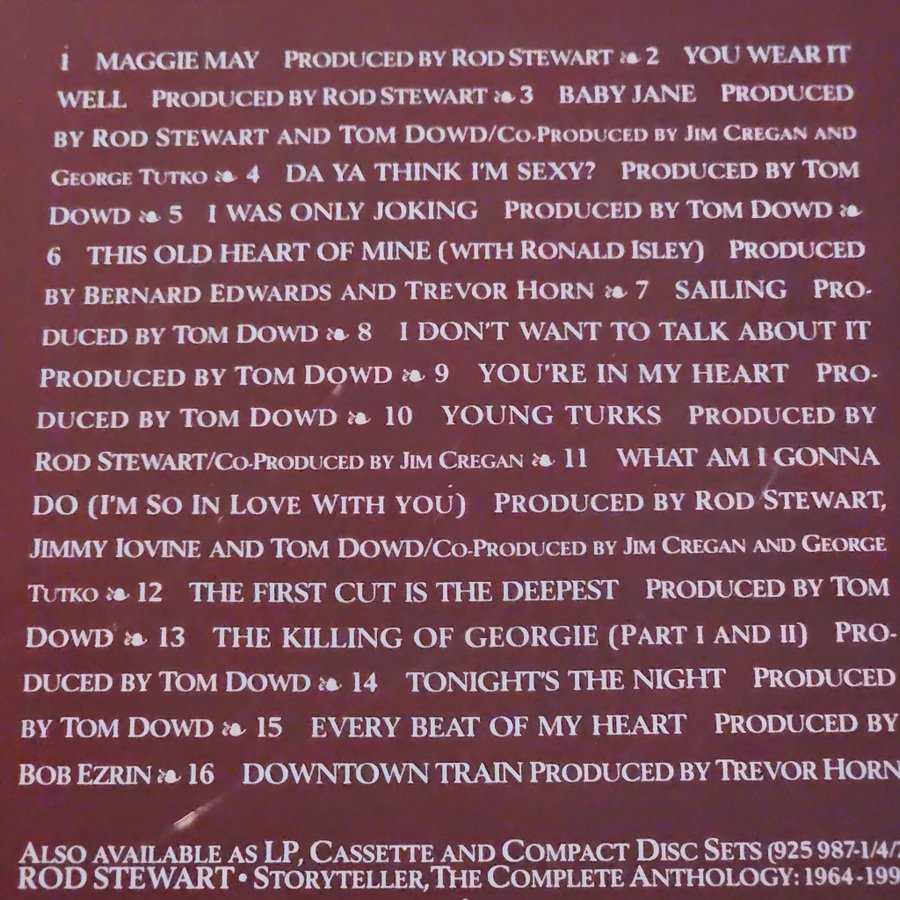 1 MAGGIE MAY PRODUCED BY ROD STEWART ❧ 2 YOU WEAR IT
WELL PRODUCED BY ROD STEWART ❧ 3 BABY JANE PRODUCED
BY ROD STEWART AND TOM DOWD/CO-PRODUCED BY JIM CREGAN AND
GEORGE TUTKO ❧ 4 DA YA THINK I'M SEXY? PRODUCED BY TOM
DOWD ❧ 5 I WAS ONLY JOKING PRODUCED BY TOM DOWD ❧
6 THIS OLD HEART OF MINE (WITH RONALD ISLEY) PRODUCED
BY BERNARD EDWARDS AND TREVOR HORN ❧ 7 SAILING PRO-
DUCED BY TOM DOWD ❧ 8 I DON'T WANT TO TALK ABOUT IT
PRODUCED BY TOM DOWD ❧ 9 YOU'RE IN MY HEART PRO-
DUCED BY TOM DOWD ❧ 10 YOUNG TURKS PRODUCED BY
ROD STEWART/CO-PRODUCED BY JIM CREGAN ❧ 11 WHAT AM I GONNA
DO (I'M SO IN LOVE WITH YOU) PRODUCED BY ROD STEWART,
JIMMY IOVINE AND TOM DOWD/CO-PRODUCED BY JIM CREGAN AND GEORGE
TUTKO ❧ 12 THE FIRST CUT IS THE DEEPEST PRODUCED BY TOM
DOWD ❧ 13 THE KILLING OF GEORGIE (PART I AND II) PRO-
DUCED BY TOM DOWD ❧ 14 TONIGHT'S THE NIGHT PRODUCED
BY TOM DOWD ❧ 15 EVERY BEAT OF MY HEART PRODUCED BY
BOB EZRIN ❧ 16 DOWNTOWN TRAIN PRODUCED BY TREVOR HORN
ALSO AVAILABLE AS LP, CASSETTE AND COMPACT DISC SETS (925 987-1/4/
ROD STEWART • STORYTELLER, THE COMPLETE ANTHOLOGY: 1964-199